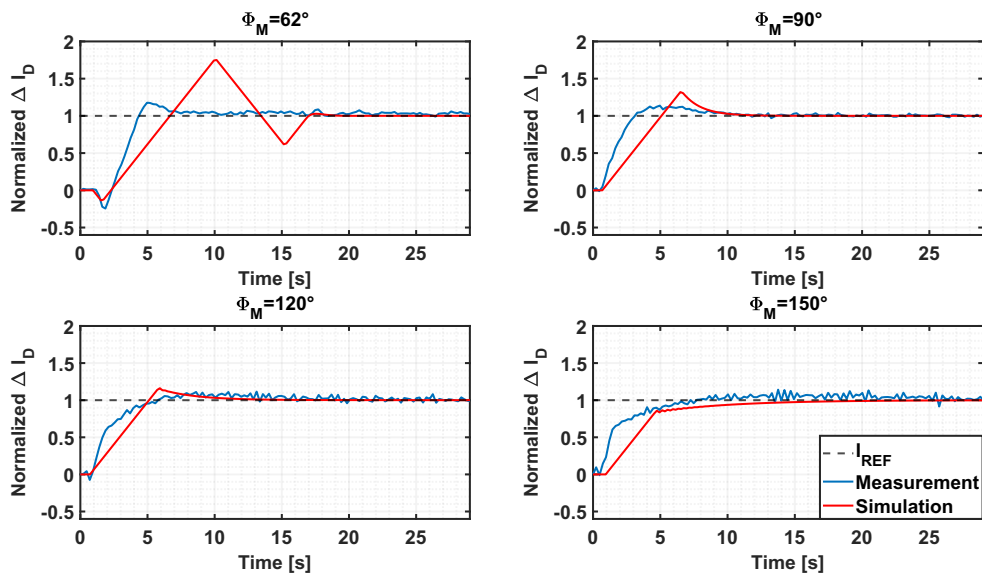 Φ_M=62°
Normalized Δ I_D
2
1.5
1
0.5
0
-0.5
0 5 10 15 20 25
Time [s]
Φ_M=90°
Normalized Δ I_D
2
1.5
1
0.5
0
-0.5
0 5 10 15 20 25
Time [s]
Φ_M=120°
Normalized Δ I_D
2
1.5
1
0.5
0
-0.5
0 5 10 15 20 25
Time [s]
Φ_M=150°
Normalized Δ I_D
2
1.5
1
0.5
0
-0.5
0 5 10 15 20 25
Time [s]
I_REF
Measurement
Simulation